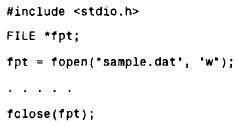 #include <stdio.h>
FILE *fpt;
fpt = fopen("sample.dat", "w");
. . . . .
fclose(fpt);